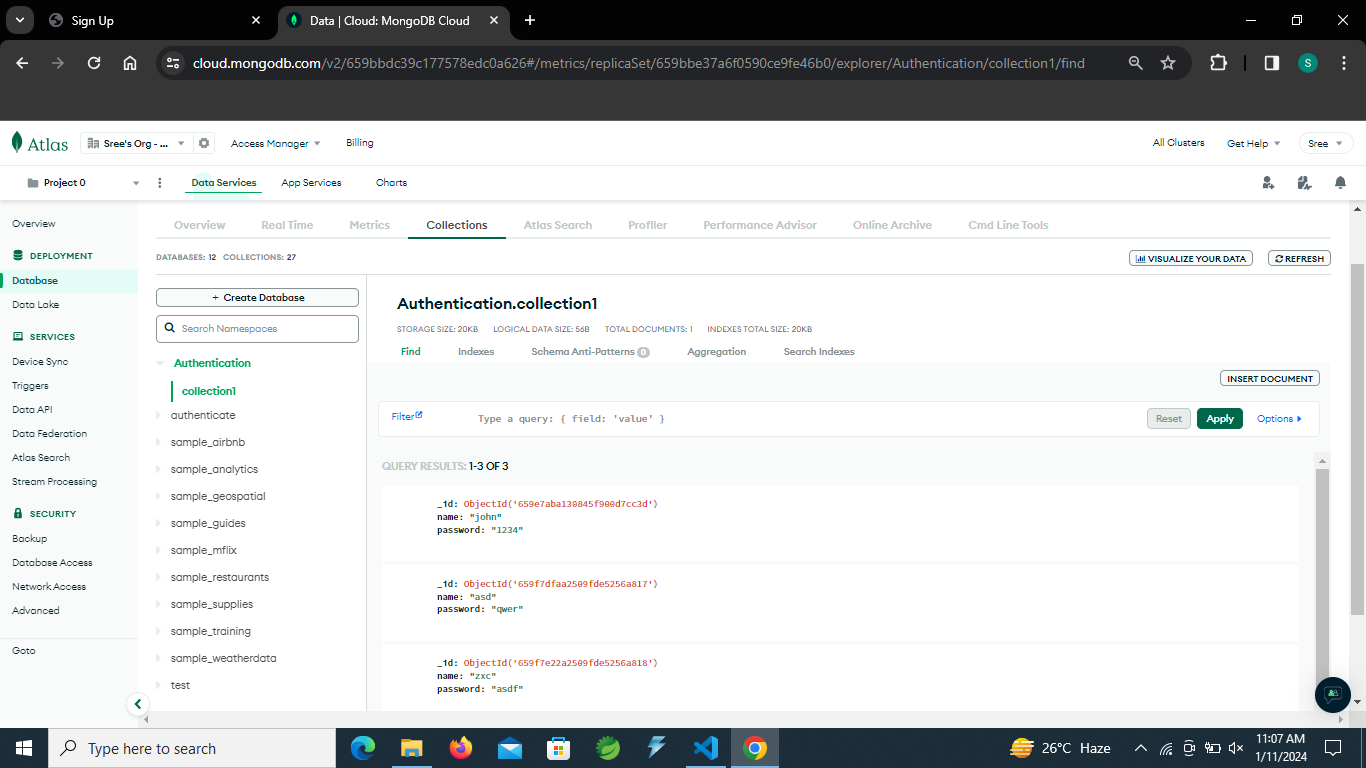 Sign Up
Data | Cloud: MongoDB Cloud
cloud.mongodb.com/v2/659bbdc39c177578edc0a626#/metrics/replicaSet/659bbe37a6f0590ce9fe46b0/explorer/Authentication/collection1/find
S
Atlas
Sree's Org - ...
Access Manager
Billing
All Clusters
Get Help
Sree
Project 0
Data Services
App Services
Charts
Overview
DEPLOYMENT
Database
Data Lake
SERVICES
Device Sync
Triggers
Data API
Data Federation
Atlas Search
Stream Processing
SECURITY
Backup
Database Access
Network Access
Advanced
Goto
Overview
Real Time
Metrics
Collections
Atlas Search
Profiler
Performance Advisor
Online Archive
Cmd Line Tools
DATABASES: 12 COLLECTIONS: 27
VISUALIZE YOUR DATA
REFRESH
+ Create Database
Search Namespaces
Authentication
collection1
authenticate
sample_airbnb
sample_analytics
sample_geospatial
sample_guides
sample_mflix
sample_restaurants
sample_supplies
sample_training
sample_weatherdata
test
Authentication.collection1
STORAGE SIZE: 20KB LOGICAL DATA SIZE: 56B TOTAL DOCUMENTS: 1 INDEXES TOTAL SIZE: 20KB
Find
Indexes
Schema Anti-Patterns 0
Aggregation
Search Indexes
INSERT DOCUMENT
Filter
Type a query: { field: 'value' }
Reset
Apply
Options
QUERY RESULTS: 1-3 OF 3
_id: ObjectId('659e7aba130845f900d7cc3d')
name: "john"
password: "1234"
_id: ObjectId('659f7dfaa2509fde5256a817')
name: "asd"
password: "qwer"
_id: ObjectId('659f7e22a2509fde5256a818')
name: "zxc"
password: "asdf"
Type here to search
26°C Haze
11:07 AM
1/11/2024